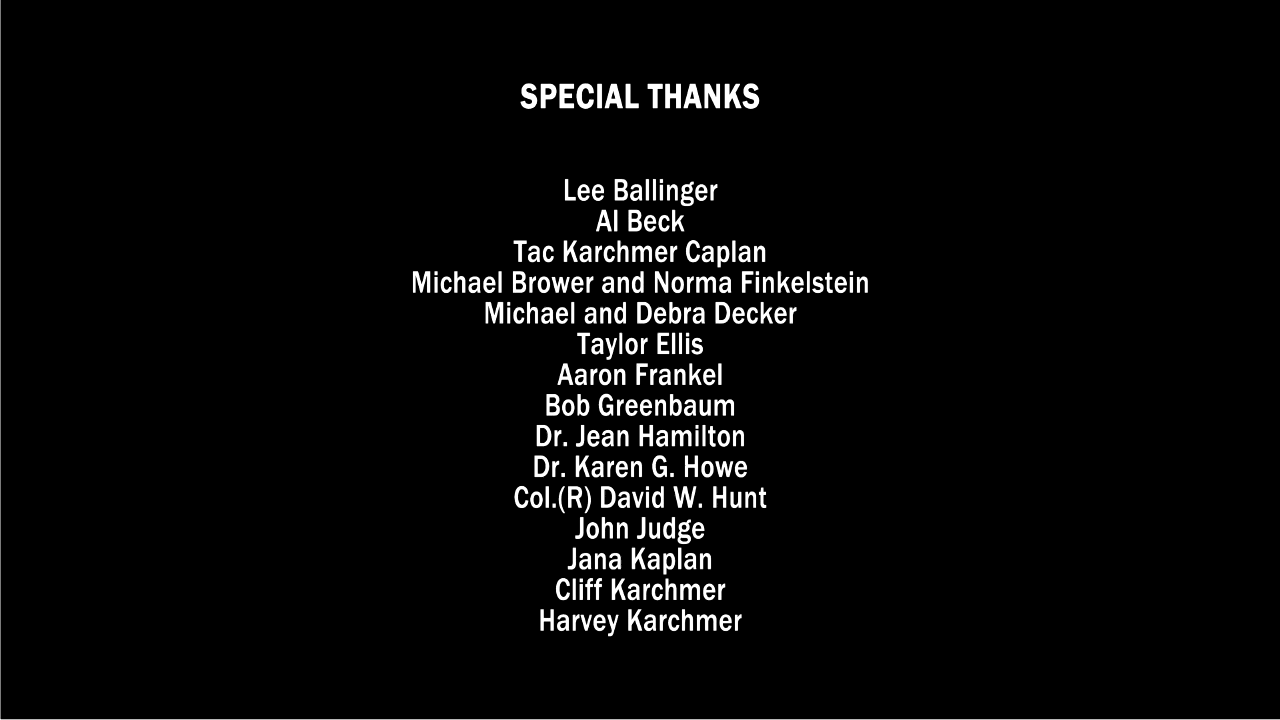 SPECIAL THANKS
Lee Ballinger
Al Beck
Tac Karchmer Caplan
Michael Brower and Norma Finkelstein
Michael and Debra Decker
Taylor Ellis
Aaron Frankel
Bob Greenbaum
Dr. Jean Hamilton
Dr. Karen G. Howe
Col.(R) David W. Hunt
John Judge
Jana Kaplan
Cliff Karchmer
Harvey Karchmer